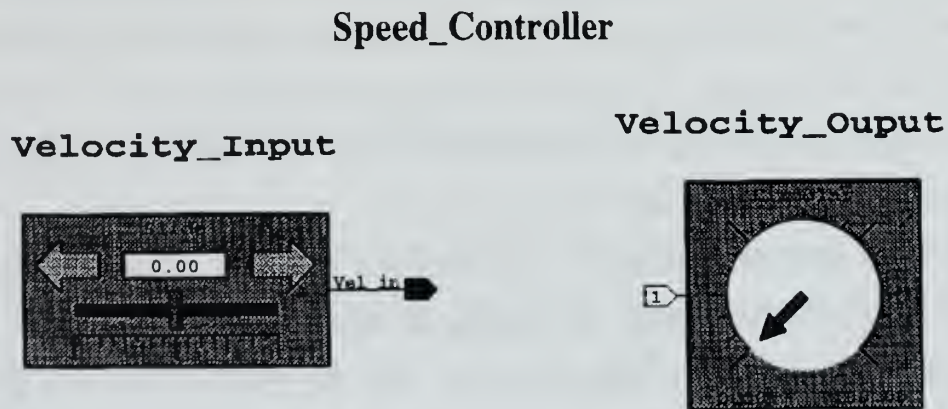 Speed_Controller
Velocity_Input
Velocity_Ouput
0.00
Vel_in
1